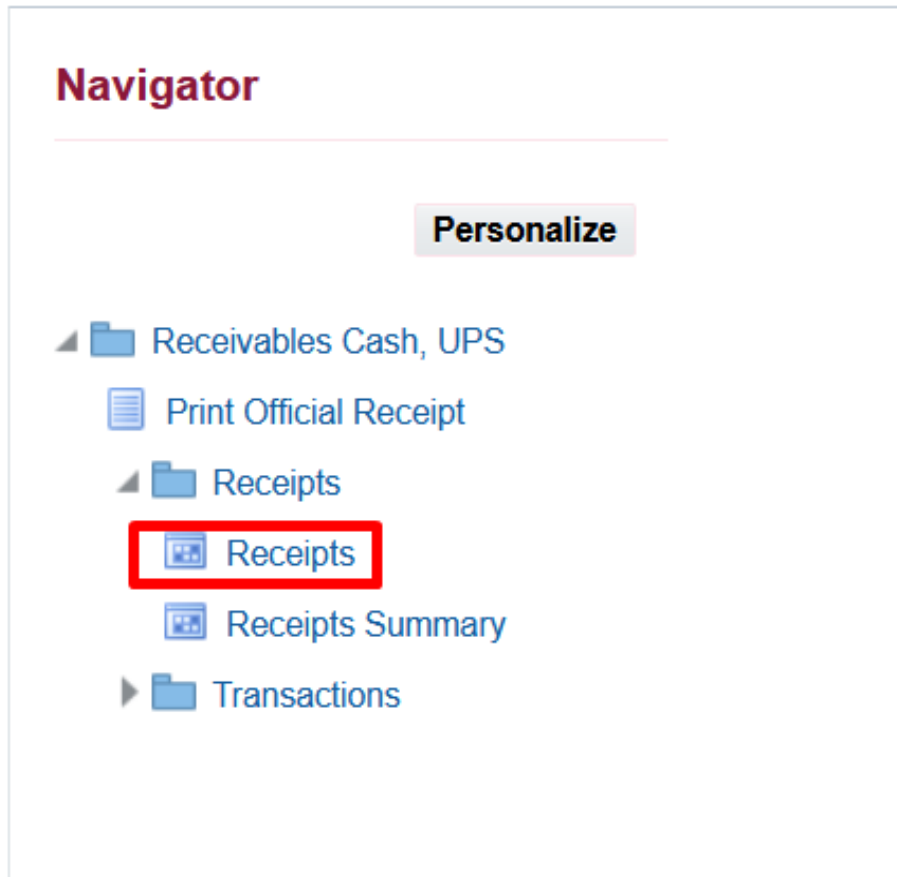 Navigator
Personalize
Receivables Cash, UPS
Print Official Receipt
Receipts
Receipts
Receipts Summary
Transactions